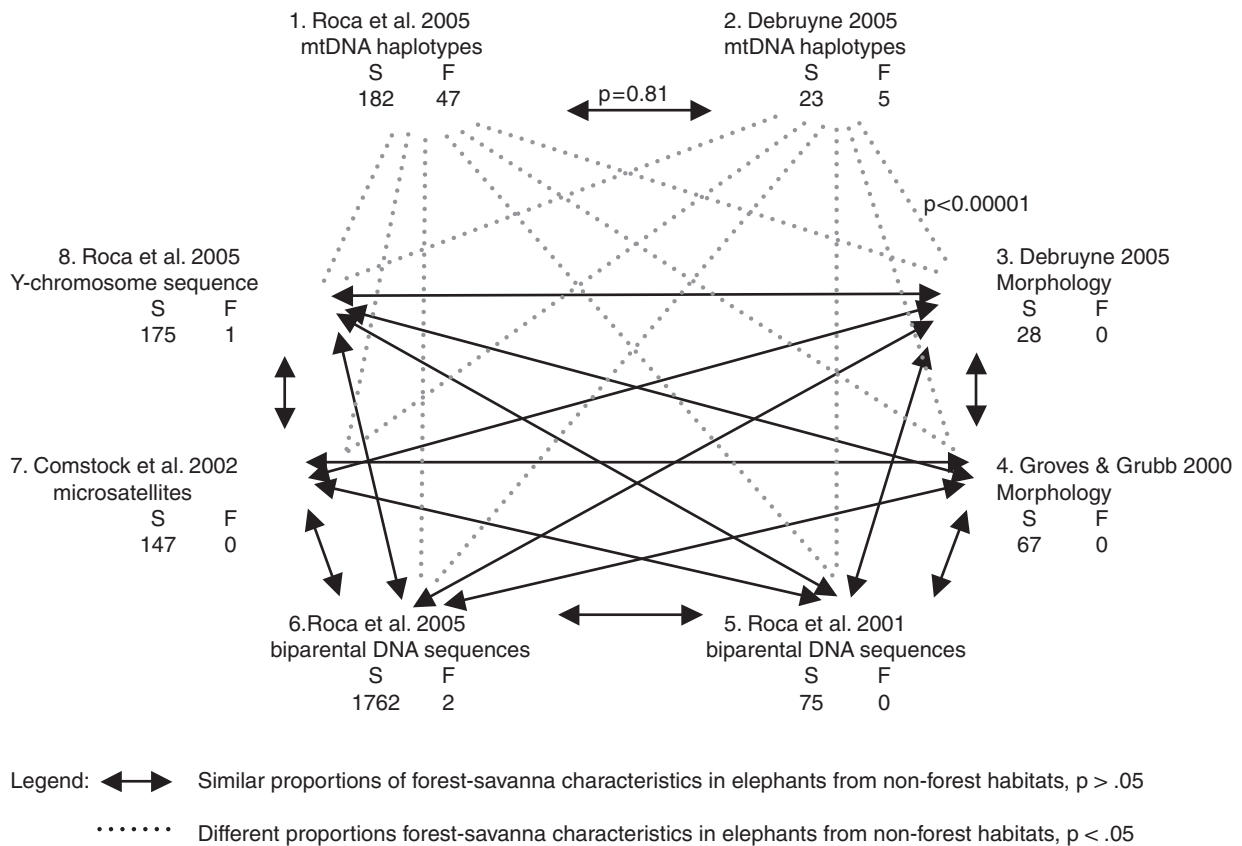 1. Roca et al. 2005
mtDNA haplotypes
S F
182 47
2. Debruyne 2005
mtDNA haplotypes
S F
23 5
p=0.81
p<0.00001
8. Roca et al. 2005
Y-chromosome sequence
S F
175 1
3. Debruyne 2005
Morphology
S F
28 0
7. Comstock et al. 2002
microsatellites
S F
147 0
4. Groves & Grubb 2000
Morphology
S F
67 0
6.Roca et al. 2005
biparental DNA sequences
S F
1762 2
5. Roca et al. 2001
biparental DNA sequences
S F
75 0
Legend: Similar proportions of forest-savanna characteristics in elephants from non-forest habitats, p > .05
Different proportions forest-savanna characteristics in elephants from non-forest habitats, p < .05